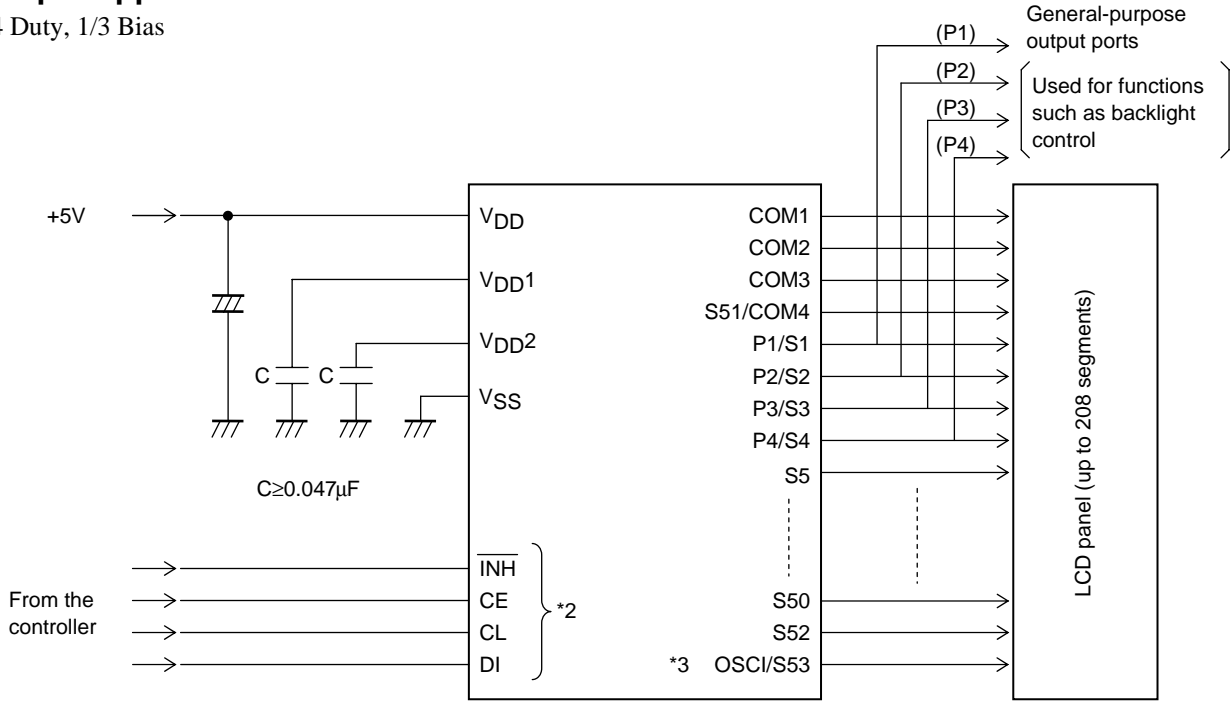 Duty, 1/3 Bias
(P1)
(P2)
(P3)
(P4)
General-purpose
output ports
Used for functions
such as backlight
control
+5V
VDD
VDD1
VDD2
VSS
C
C
C≥0.047μF
From the
controller
INH
CE
CL
DI
*2
COM1
COM2
COM3
S51/COM4
P1/S1
P2/S2
P3/S3
P4/S4
S5
S50
S52
*3 OSCI/S53
LCD panel (up to 208 segments)